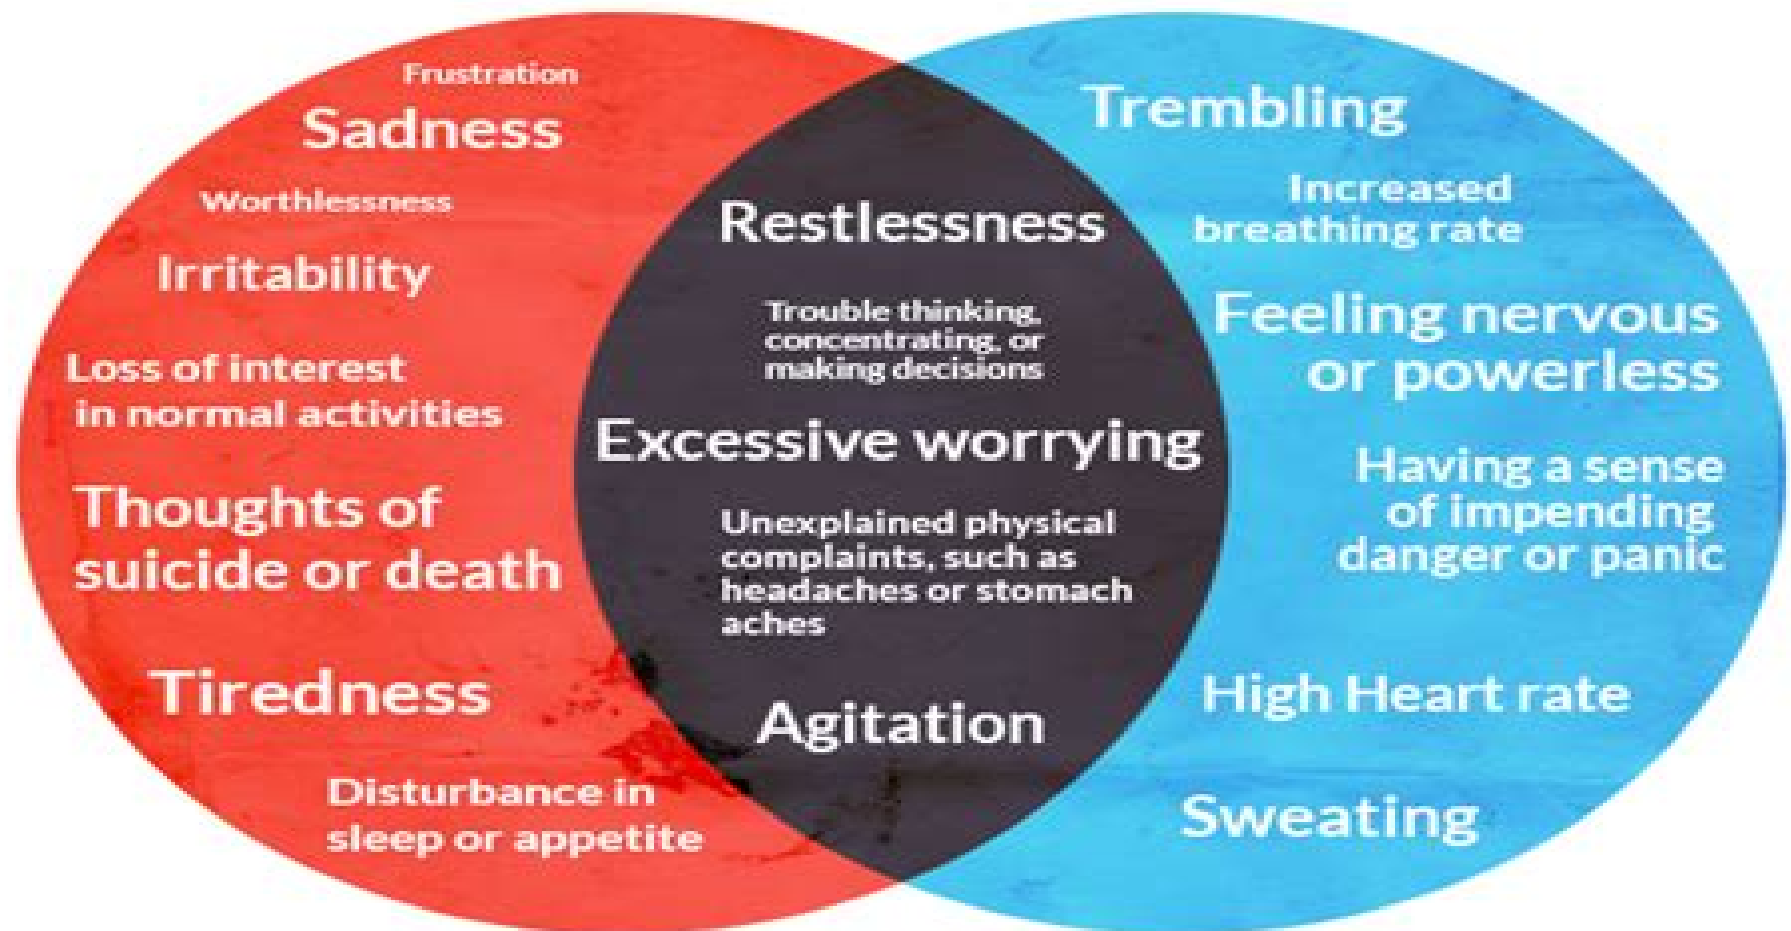 Frustration
Sadness
Worthlessness
Irritability
Loss of interest
in normal activities
Thoughts of
suicide or death
Tiredness
Disturbance in
sleep or appetite
Restlessness
Trouble thinking,
concentrating, or
making decisions
Excessive worrying
Unexplained physical
complaints, such as
headaches or stomach
aches
Agitation
Trembling
Increased
breathing rate
Feeling nervous
or powerless
Having a sense
of impending
danger or panic
High Heart rate
Sweating